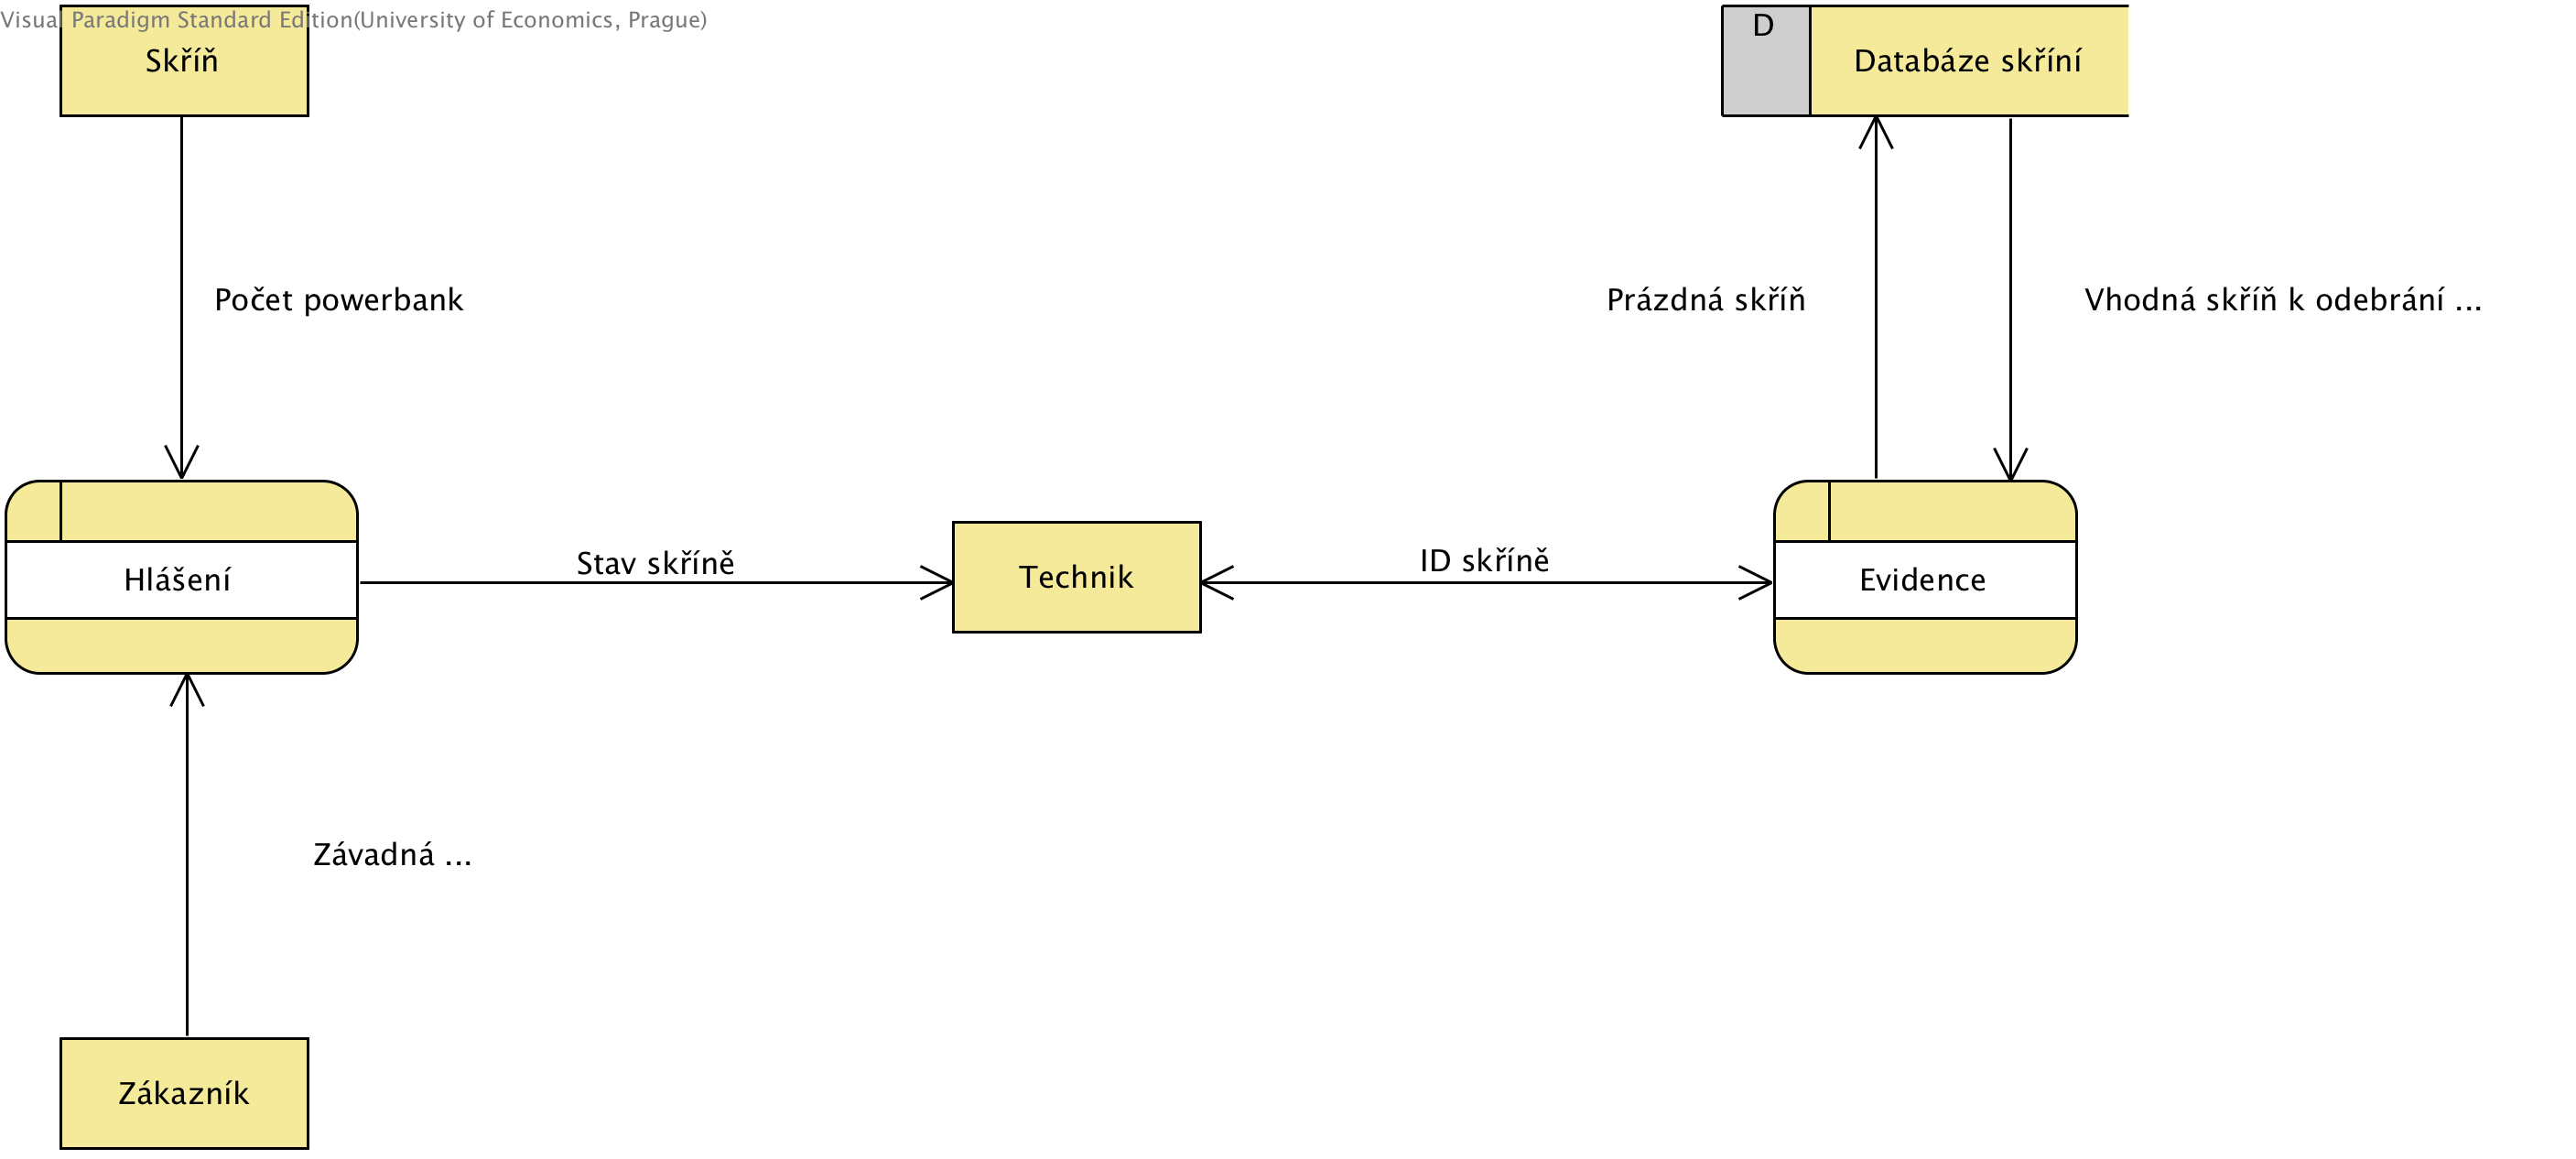 Visual Paradigm Standard Edition(University of Economics, Prague)
Skříň
D
Databáze skříní
Počet powerbank
Prázdná skříň
Vhodná skříň k odebrání ...
Hlášení
Stav skříně
Technik
ID skříně
Evidence
Závadná ...
Zákazník